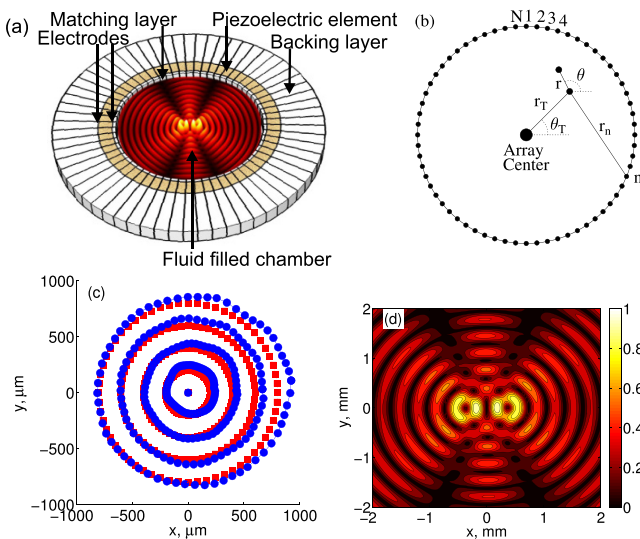 (a)
Matching layer
Piezoelectric element
Electrodes
Backing layer
Fluid filled chamber
(b)
N 1 2 3 4
r
θ
r_T
θ_T
r_n
Array
Center
n
(c)
1000
500
0
−500
−1000
y, μm
−1000 −500 0 500 1000
x, μm
(d)
2
1
0
−1
−2
y, mm
−2 −1 0 1 2
x, mm
1
0.8
0.6
0.4
0.2
0